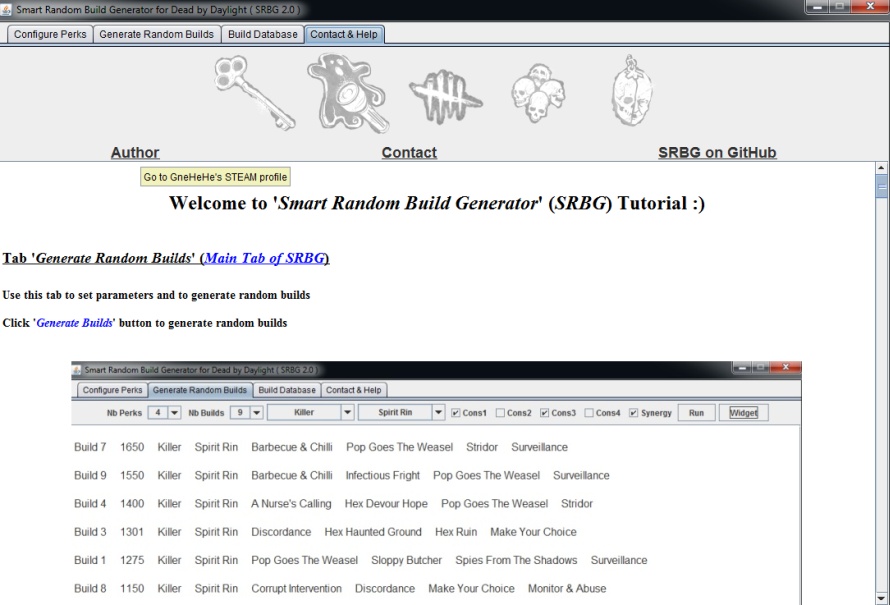 Smart Random Build Generator for Dead by Daylight ( SRBG 2.0 )
Configure Perks Generate Random Builds Build Database Contact & Help
Author Contact SRBG on GitHub
Go to GneHeHe's STEAM profile
Welcome to 'Smart Random Build Generator' (SRBG) Tutorial :)
Tab 'Generate Random Builds' (Main Tab of SRBG)
Use this tab to set parameters and to generate random builds
Click 'Generate Builds' button to generate random builds
Smart Random Build Generator for Dead by Daylight ( SRBG 2.0 )
Configure Perks Generate Random Builds Build Database Contact & Help
Nb Perks 4 Nb Builds 9 Killer Spirit Rin Cons1 Cons2 Cons3 Cons4 Synergy Run Widget
Build 7 1650 Killer Spirit Rin Barbecue & Chilli Pop Goes The Weasel Stridor Surveillance
Build 9 1550 Killer Spirit Rin Barbecue & Chilli Infectious Fright Pop Goes The Weasel Surveillance
Build 4 1400 Killer Spirit Rin A Nurse's Calling Hex Devour Hope Pop Goes The Weasel Stridor
Build 3 1301 Killer Spirit Rin Discordance Hex Haunted Ground Hex Ruin Make Your Choice
Build 1 1275 Killer Spirit Rin Pop Goes The Weasel Sloppy Butcher Spies From The Shadows Surveillance
Build 8 1150 Killer Spirit Rin Corrupt Intervention Discordance Make Your Choice Monitor & Abuse